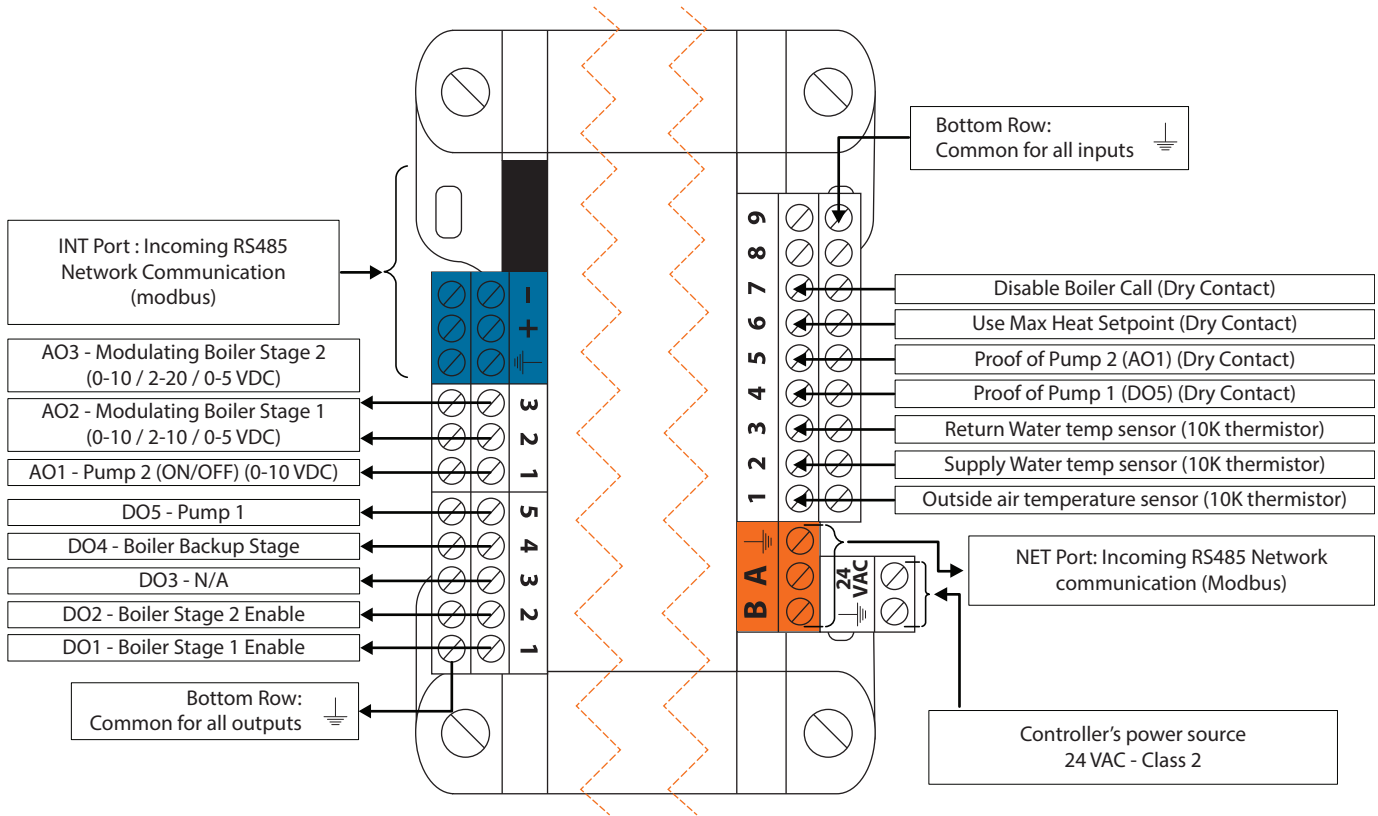 INT Port : Incoming RS485
Network Communication
(modbus)
AO3 - Modulating Boiler Stage 2
(0-10 / 2-20 / 0-5 VDC)
AO2 - Modulating Boiler Stage 1
(0-10 / 2-10 / 0-5 VDC)
AO1 - Pump 2 (ON/OFF) (0-10 VDC)
DO5 - Pump 1
DO4 - Boiler Backup Stage
DO3 - N/A
DO2 - Boiler Stage 2 Enable
DO1 - Boiler Stage 1 Enable
Bottom Row:
Common for all outputs
-
+
3
2
1
5
4
3
2
1
9
8
7
6
5
4
3
2
1
A
B
24
VAC
Bottom Row:
Common for all inputs
Disable Boiler Call (Dry Contact)
Use Max Heat Setpoint (Dry Contact)
Proof of Pump 2 (AO1) (Dry Contact)
Proof of Pump 1 (DO5) (Dry Contact)
Return Water temp sensor (10K thermistor)
Supply Water temp sensor (10K thermistor)
Outside air temperature sensor (10K thermistor)
NET Port: Incoming RS485 Network
communication (Modbus)
Controller's power source
24 VAC - Class 2